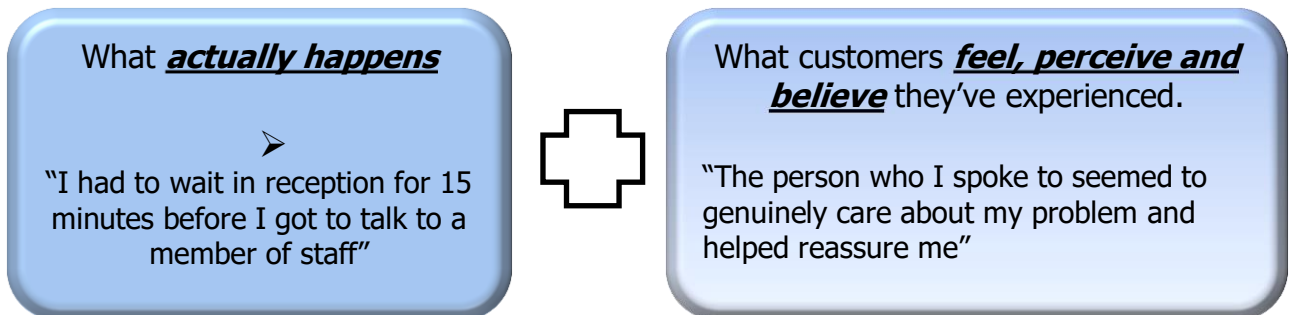 What actually happens
➢
“I had to wait in reception for 15
minutes before I got to talk to a
member of staff”
What customers feel, perceive and
believe they’ve experienced.
“The person who I spoke to seemed to
genuinely care about my problem and
helped reassure me”